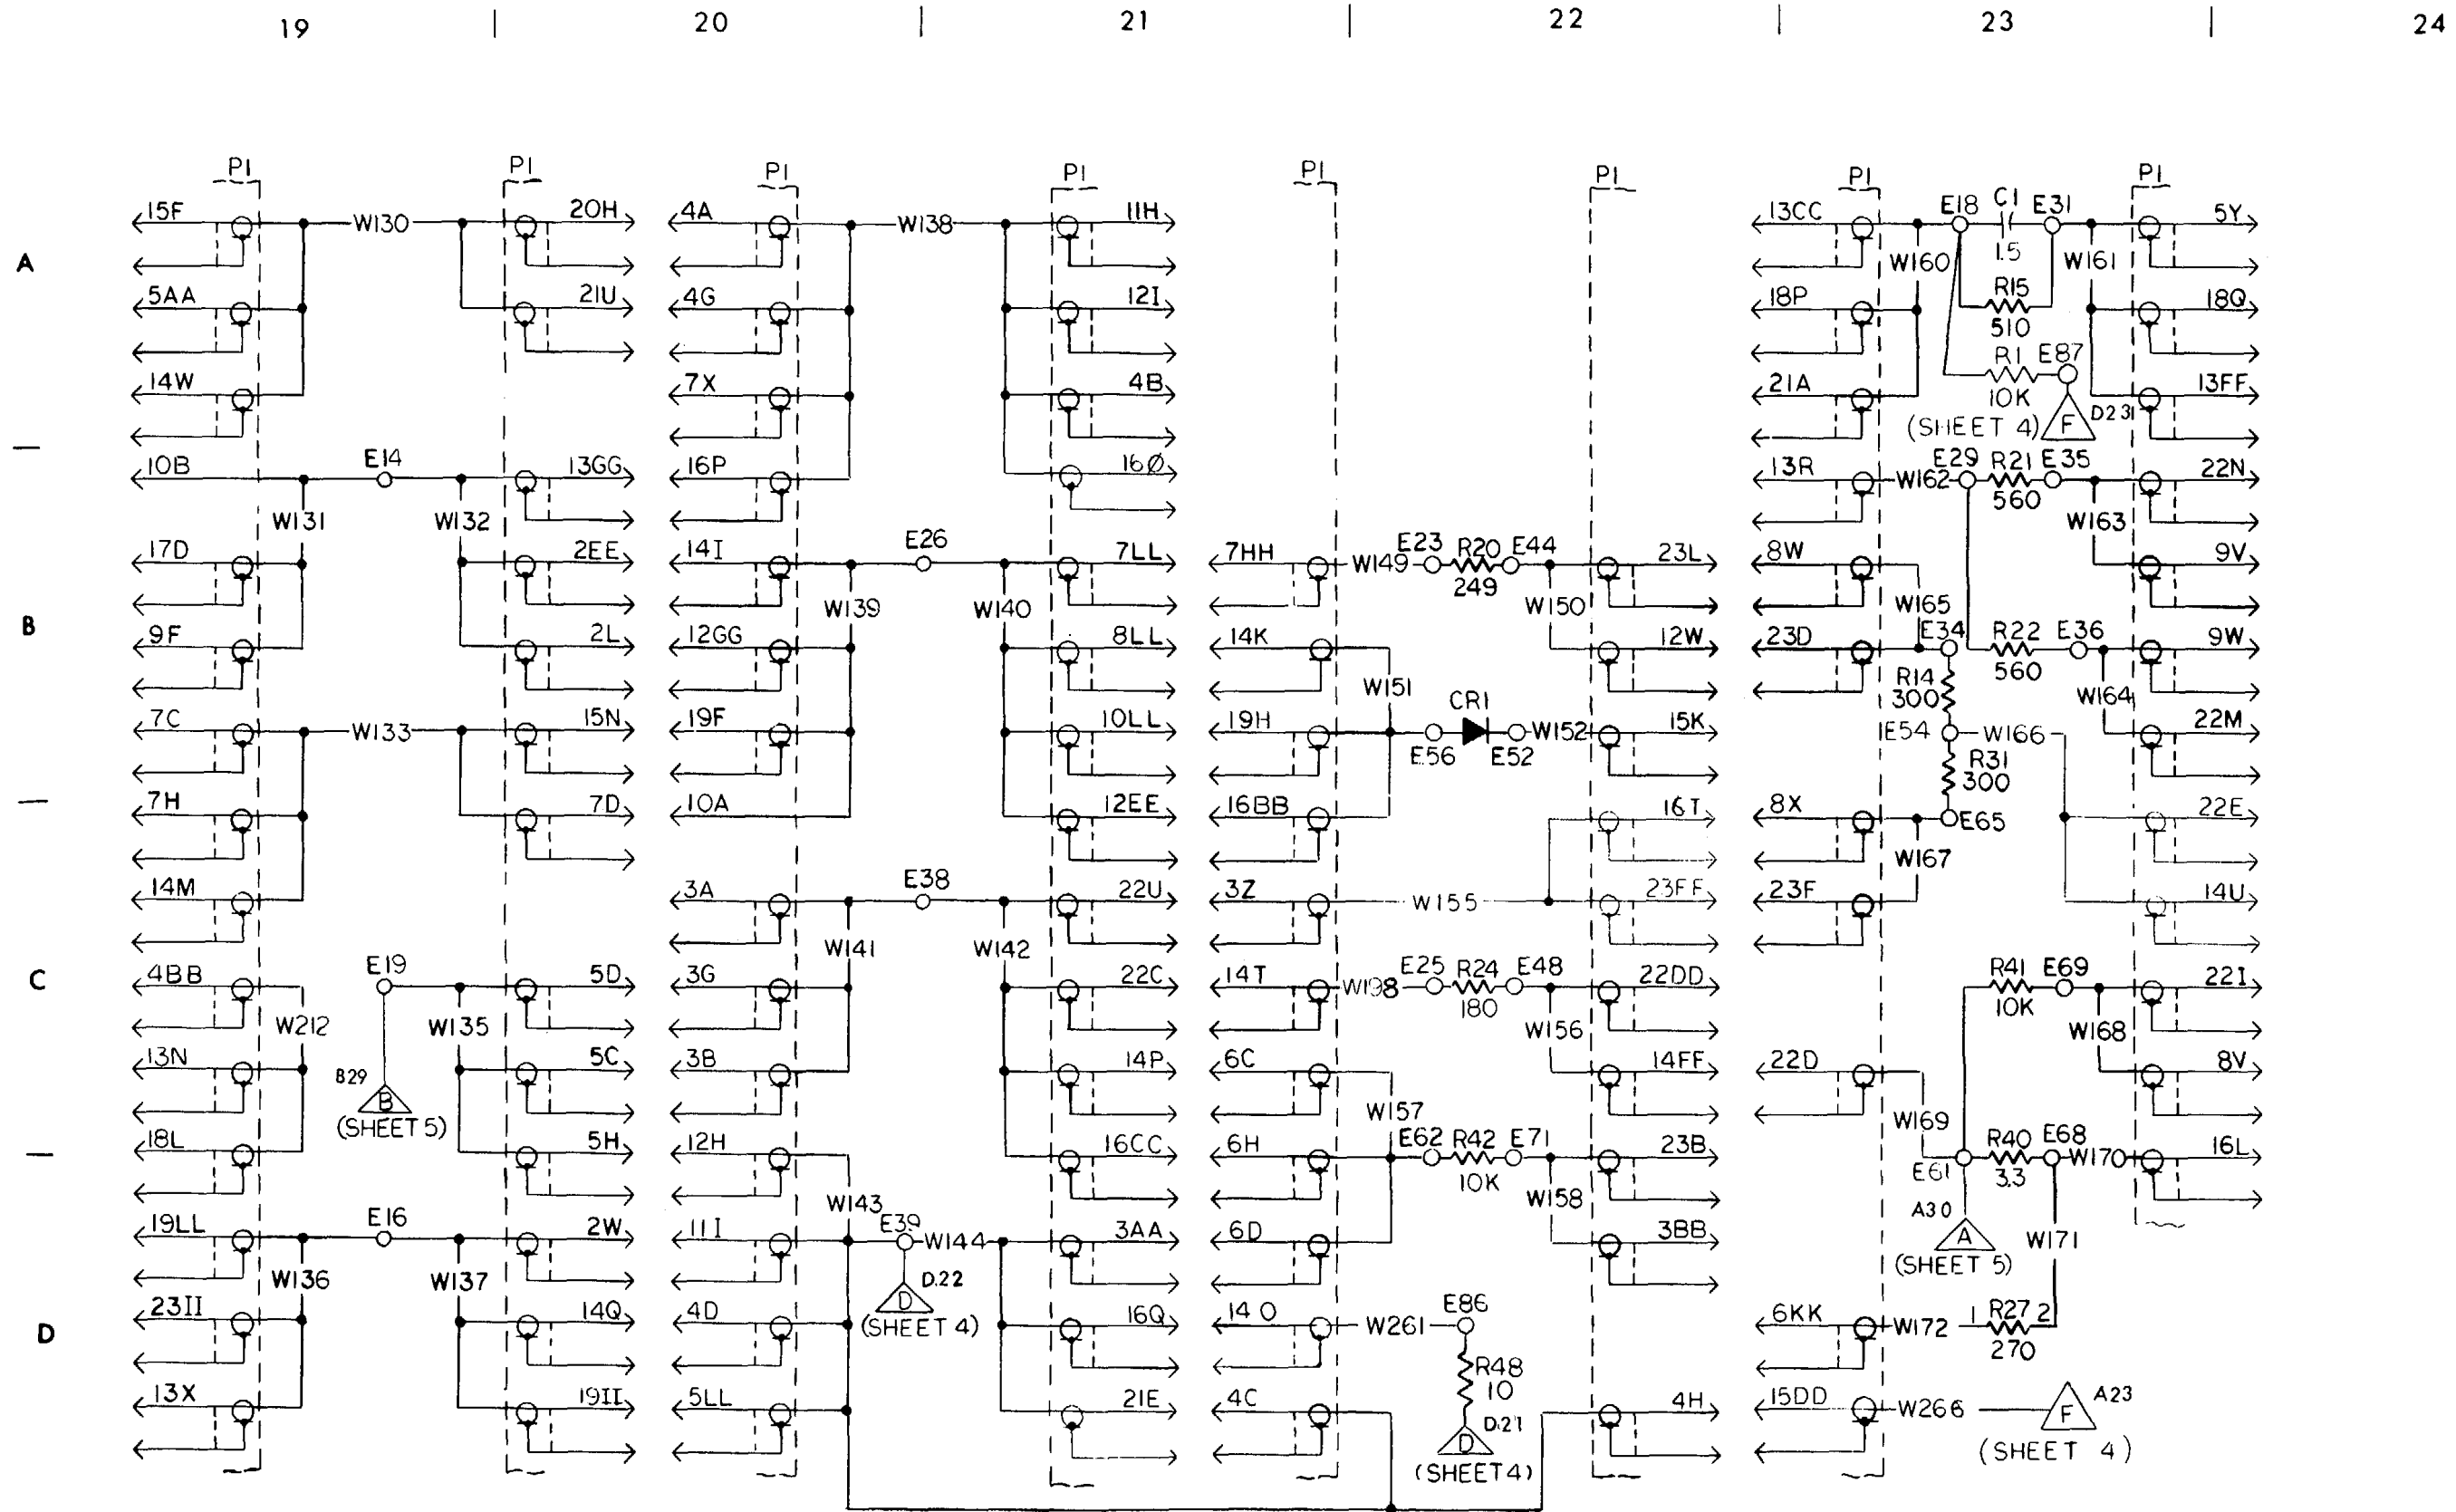 19 20 21 22 23 24
P1 P1 P1 P1 P1 P1 P1 P1
15F W130 20H 4A W138 11H 13CC E18 C1 E31 5Y
1.5
A W160 W161
5AA 21U 4G 12I 18P R15 18Q
510
R1 E87
14W 7X 4B 21A 10K 13FF
(SHEET 4) F D23
10B E14 13GG 16P 16Ø 13R W162 E29 R21 E35 22N
560
W131 W132 W163
17D 2EE 14I E26 7LL 7HH W149 E23 R20 E44 23L 8W 9V
249
W139 W140 W150 W165
B
9F 2L 12GG 8LL 14K 12W 23D E34 R22 E36 9W
560
W151 R14 W164
300
CR1
7C W133 15N 19F 10LL 19H E56 E52 W152 15K E54 W166 22M
R31
300
7H 7D 10A 12EE 16BB 16T 8X E65 22E
W167
14M 3A E38 22U 3Z W155 23FF 23F 14U
W141 W142
C
4BB E19 5D 3G 22C 14T W198 E25 R24 E48 22DD R41 E69 22I
180 10K
W212 W135 W156 W168
13N 5C 3B 14P 6C 14FF 22D 8V
B29 B
(SHEET 5) W157 W169
18L 5H 12H 16CC 6H E62 R42 E71 23B E61 R40 E68 W170 16L
10K 3.3
W143 W158 A30
19LL E16 2W 11I E39 W144 3AA 6D 3BB A W171
(SHEET 5)
W136 W137 D22
D
23II 14Q 4D D 16Q 14O W261 E86 6KK W172 1 R27 2
(SHEET 4) 270
R48
10
13X 19II 5LL 21E 4C D21 4H 15DD W266 F A23
D
(SHEET 4) (SHEET 4)